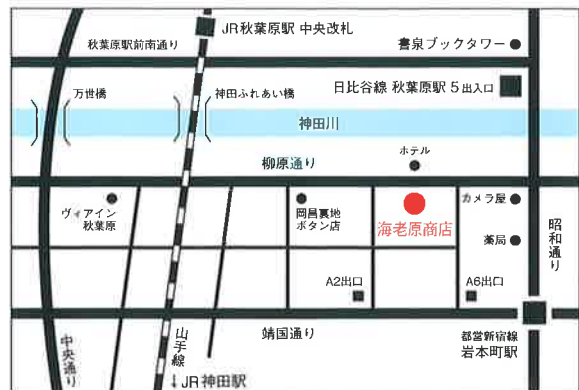 JR秋葉原駅 中央改札
秋葉原駅前南通り
書泉ブックタワー
日比谷線 秋葉原駅 5出入口
万世橋
神田ふれあい橋
神田川
柳原通り
ホテル
ヴィアイン
秋葉原
岡昌裏地
ボタン店
海老原商店
カメラ屋
薬局
昭和通り
A2出口
A6出口
中央通り
山手線
靖国通り
都営新宿線
岩本町駅
↓JR神田駅